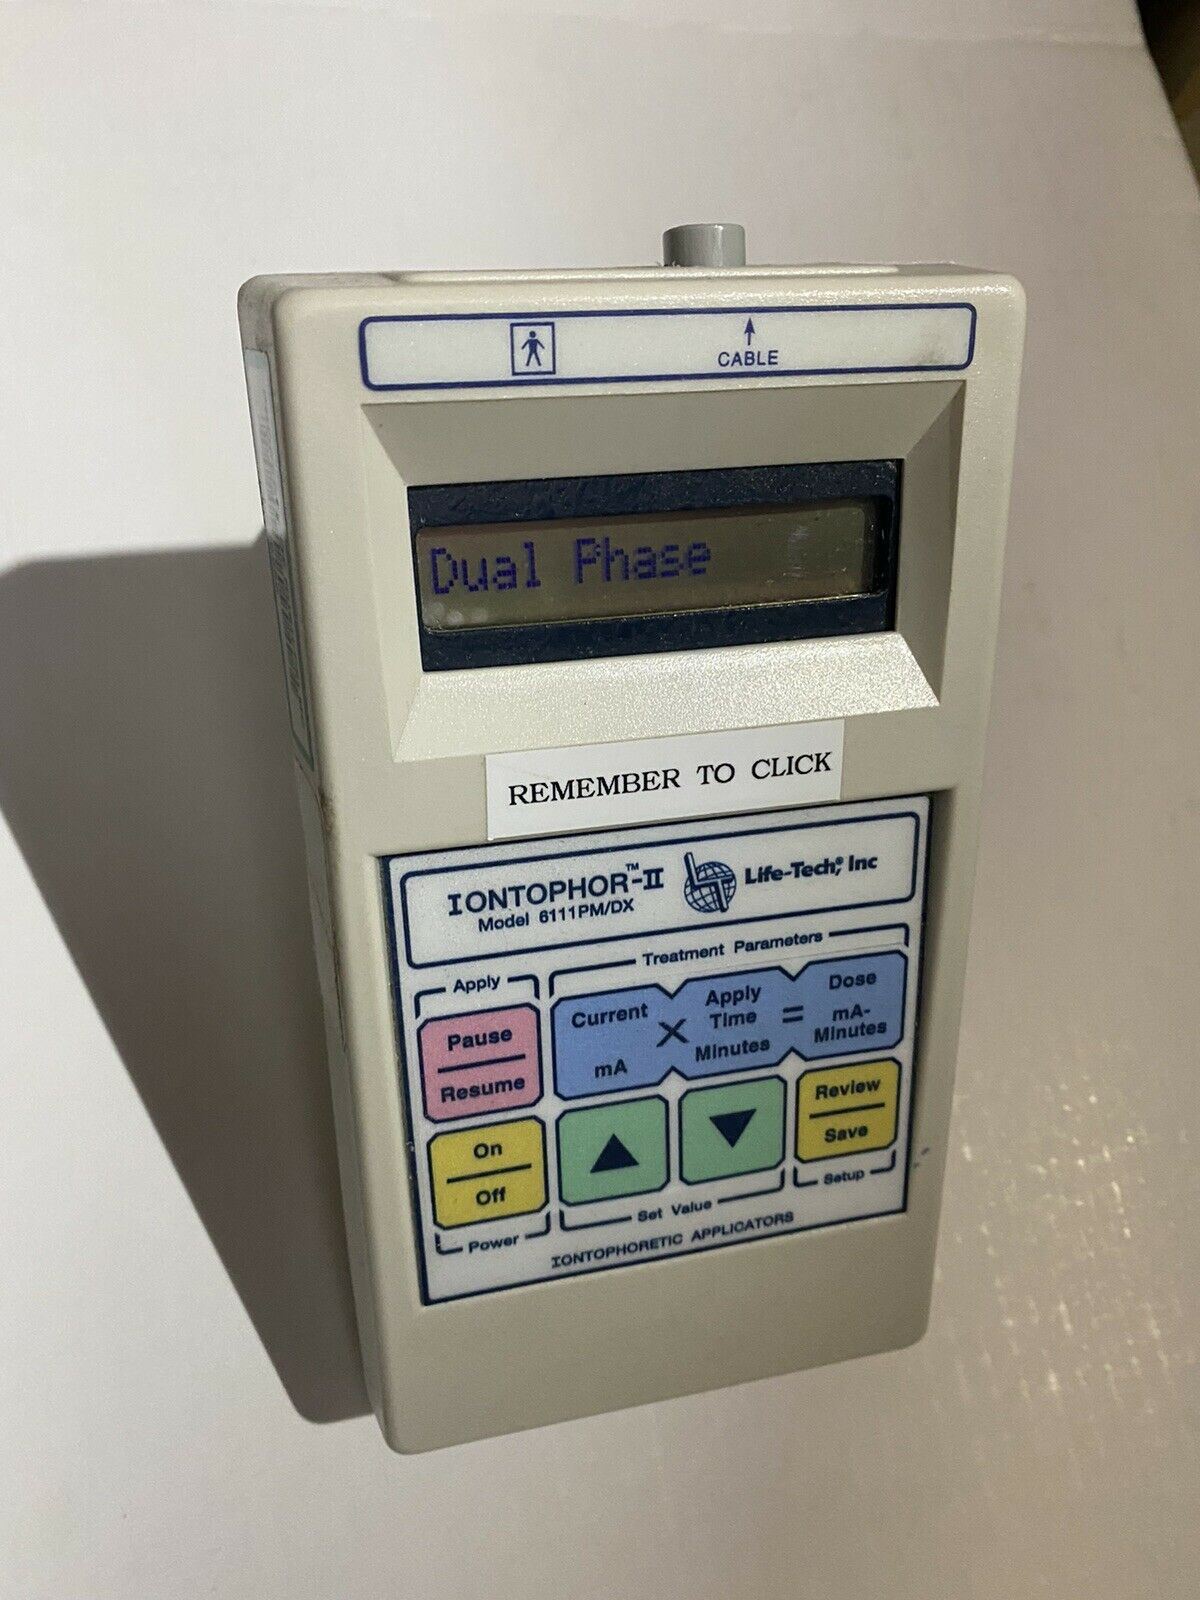 CABLE
Dual Phase
REMEMBER TO CLICK
IONTOPHOR™-II
Model 6111PM/DX
Life-Tech®, Inc
Apply
Treatment Parameters
Pause
Resume
Current
mA
X
Apply
Time
Minutes
=
Dose
mA-
Minutes
On
Off
Review
Save
Power
Set Value
Setup
IONTOPHORETIC APPLICATORS